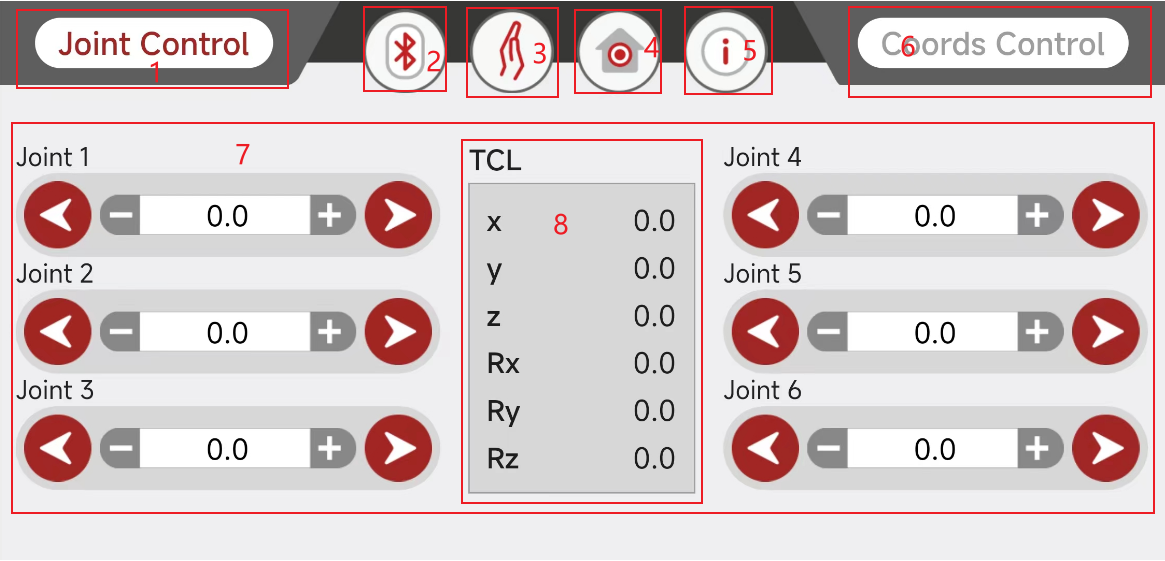 Joint Control
1
2
3
4
i 5
Coords Control
6
Joint 1
7
− 0.0 +
Joint 2
− 0.0 +
Joint 3
− 0.0 +
TCL
8
x 0.0
y 0.0
z 0.0
Rx 0.0
Ry 0.0
Rz 0.0
Joint 4
− 0.0 +
Joint 5
− 0.0 +
Joint 6
− 0.0 +